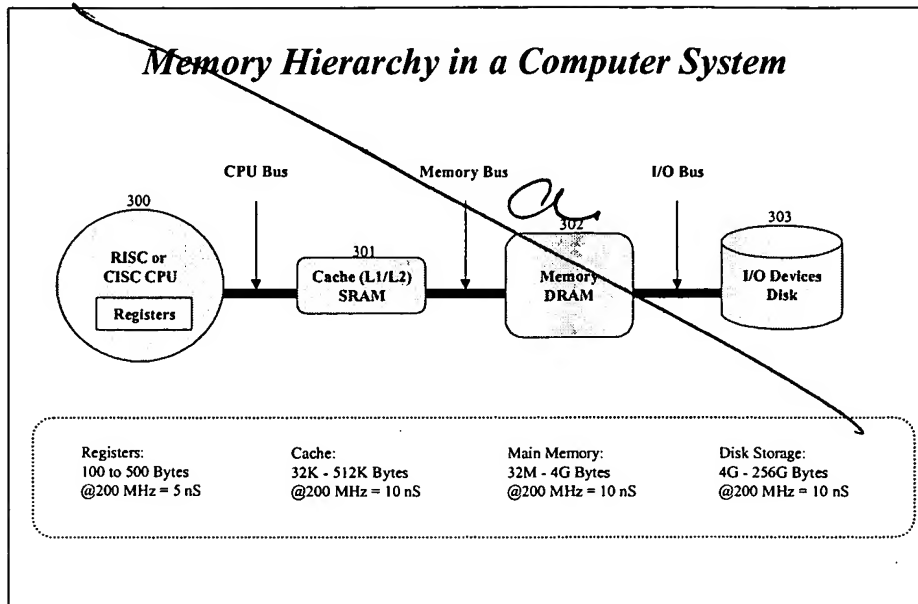 Memory Hierarchy in a Computer System
CPU Bus
Memory Bus
I/O Bus
300
301
302
303
RISC or
CISC CPU
Registers
Cache (L1/L2)
SRAM
Memory
DRAM
I/O Devices
Disk
Registers:
100 to 500 Bytes
@200 MHz = 5 nS
Cache:
32K - 512K Bytes
@200 MHz = 10 nS
Main Memory:
32M - 4G Bytes
@200 MHz = 10 nS
Disk Storage:
4G - 256G Bytes
@200 MHz = 10 nS